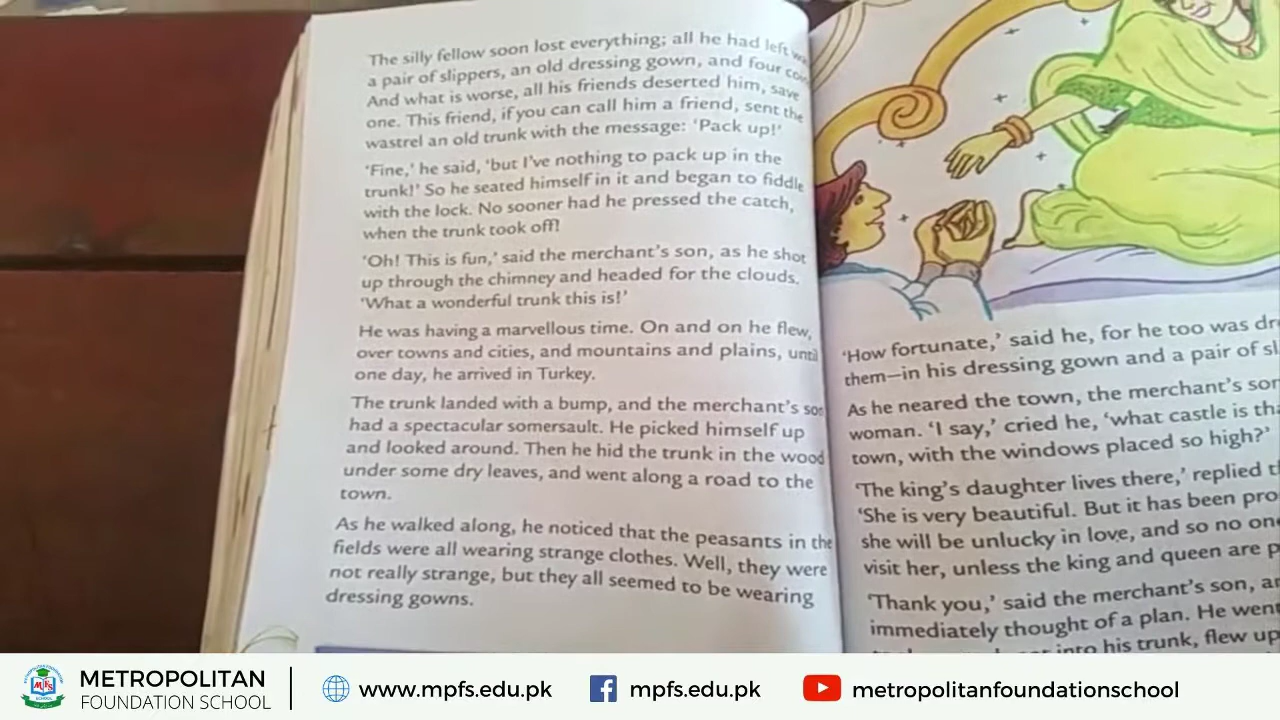 The silly fellow soon lost everything; all he had left
a pair of slippers, an old dressing gown, and four
And what is worse, all his friends deserted him, save
one. This friend, if you can call him a friend, sent the
wastrel an old trunk with the message: ‘Pack up!’
‘Fine,’ he said, ‘but I’ve nothing to pack up in the
trunk!’ So he seated himself in it and began to fiddle
with the lock. No sooner had he pressed the catch,
when the trunk took off!
‘Oh! This is fun,’ said the merchant’s son, as he shot
up through the chimney and headed for the clouds.
‘What a wonderful trunk this is!’
He was having a marvellous time. On and on he flew,
over towns and cities, and mountains and plains, until
one day, he arrived in Turkey.
The trunk landed with a bump, and the merchant’s son
had a spectacular somersault. He picked himself up
and looked around. Then he hid the trunk in the wood
under some dry leaves, and went along a road to the
town.
As he walked along, he noticed that the peasants in the
fields were all wearing strange clothes. Well, they were
not really strange, but they all seemed to be wearing
dressing gowns.
‘How fortunate,’ said he, for he too was
them—in his dressing gown and a pair of
As he neared the town, the merchant’s son
woman. ‘I say,’ cried he, ‘what castle is
town, with the windows placed so high?’
‘The king’s daughter lives there,’ replied
‘She is very beautiful. But it has been
she will be unlucky in love, and so no one
visit her, unless the king and queen are
‘Thank you,’ said the merchant’s son,
immediately thought of a plan. He went
into his trunk, flew up
METROPOLITAN
FOUNDATION SCHOOL
www.mpfs.edu.pk
mpfs.edu.pk
metropolitanfoundationschool